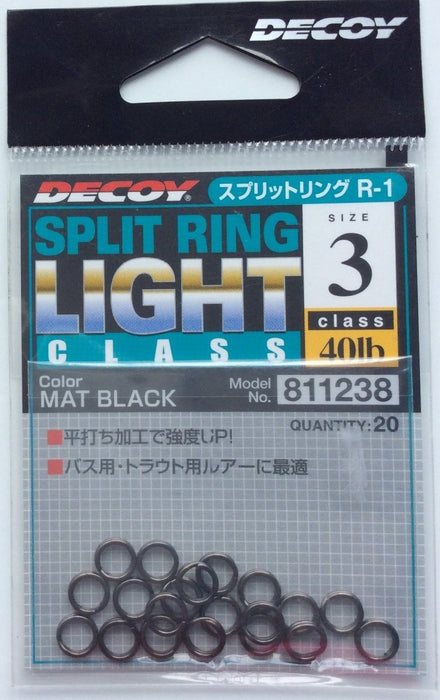 DECOY
DECOY® スプリットリング R-1
SPLIT RING
LIGHT
CLASS
SIZE
3
class
40lb
Color
MAT BLACK
Model No. 811238
QUANTITY:20
■平打ち加工で強度UP!
■バス用・トラウト用ルアーに最適